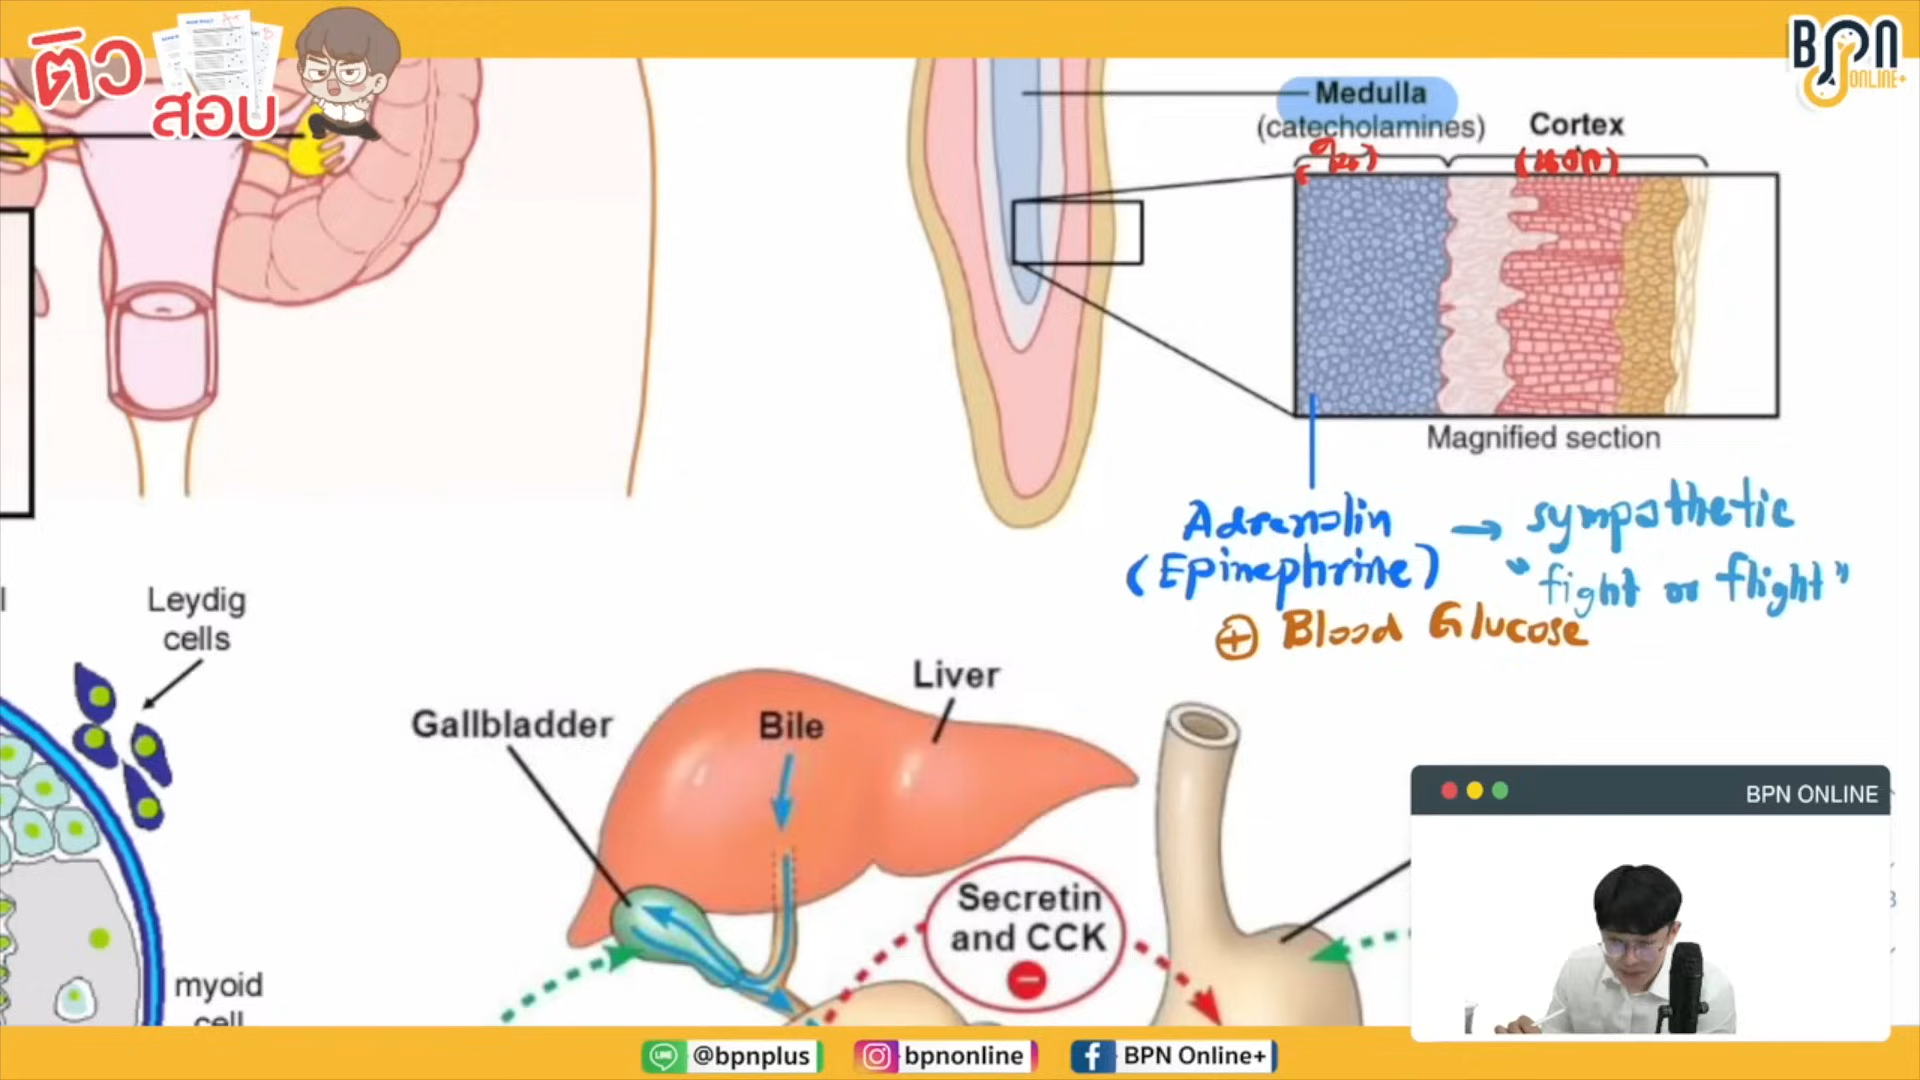 ติว
สอบ
BPN
ONLINE+
Medulla
(catecholamines)
Cortex
(ใน)
(นอก)
Magnified section
Adrenalin
(Epinephrine)
→ sympathetic
"fight or flight"
⊕ Blood Glucose
Leydig
cells
Gallbladder
Bile
Liver
Secretin
and CCK
myoid
cell
BPN ONLINE
LINE
@bpnplus
bpnonline
BPN Online+